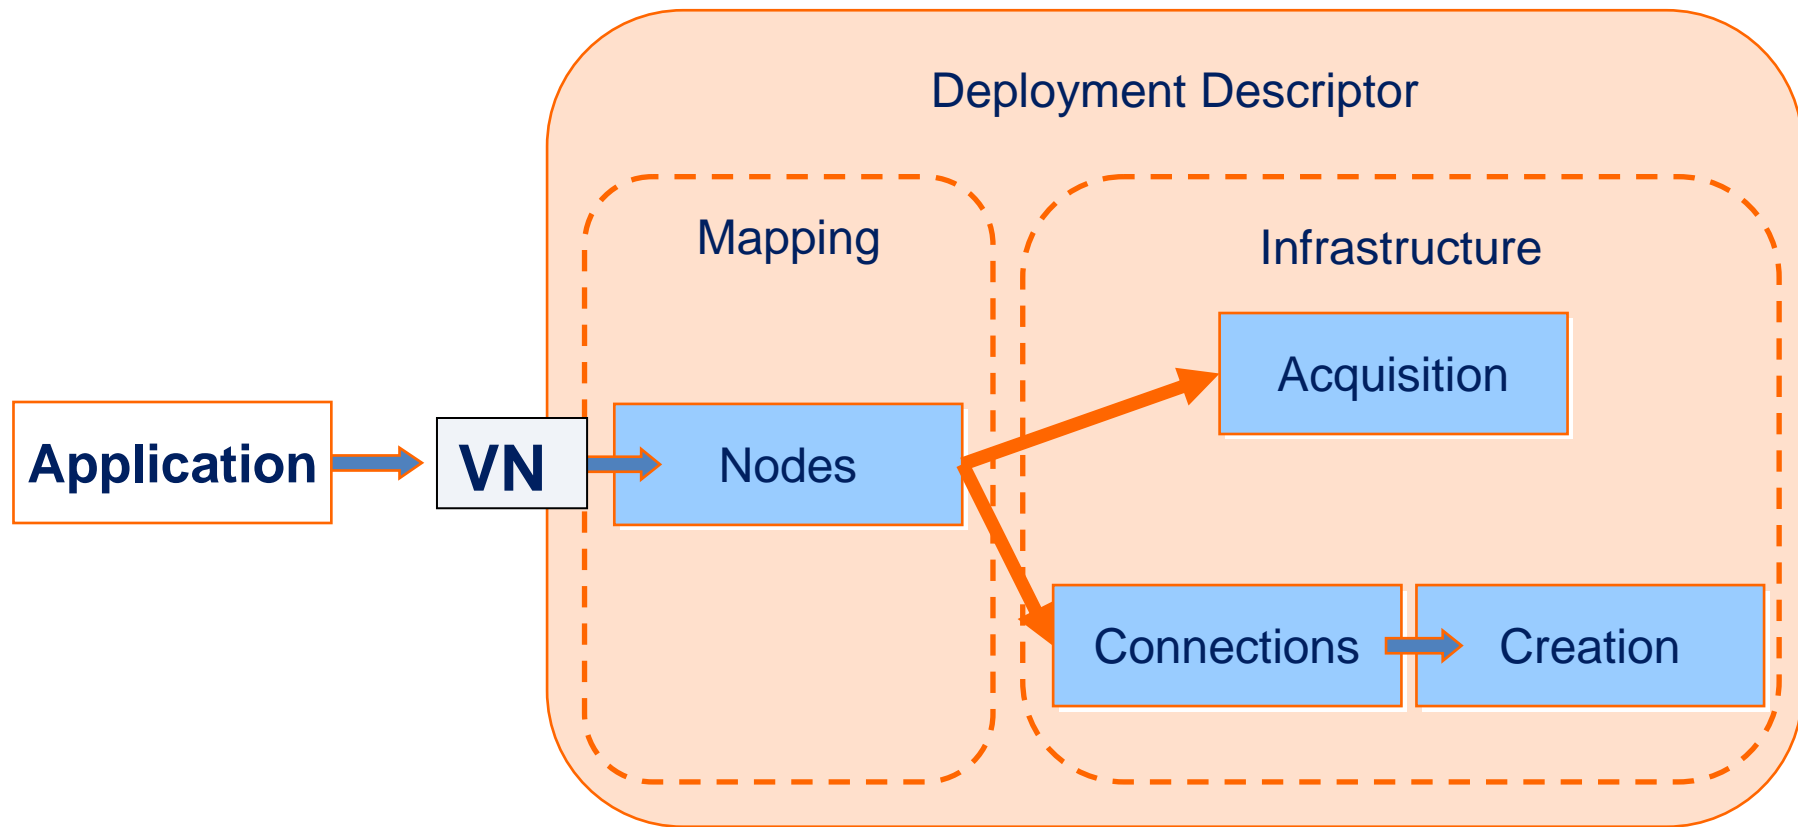 Deployment Descriptor
Mapping
Infrastructure
Acquisition
Application
VN
Nodes
Connections
Creation